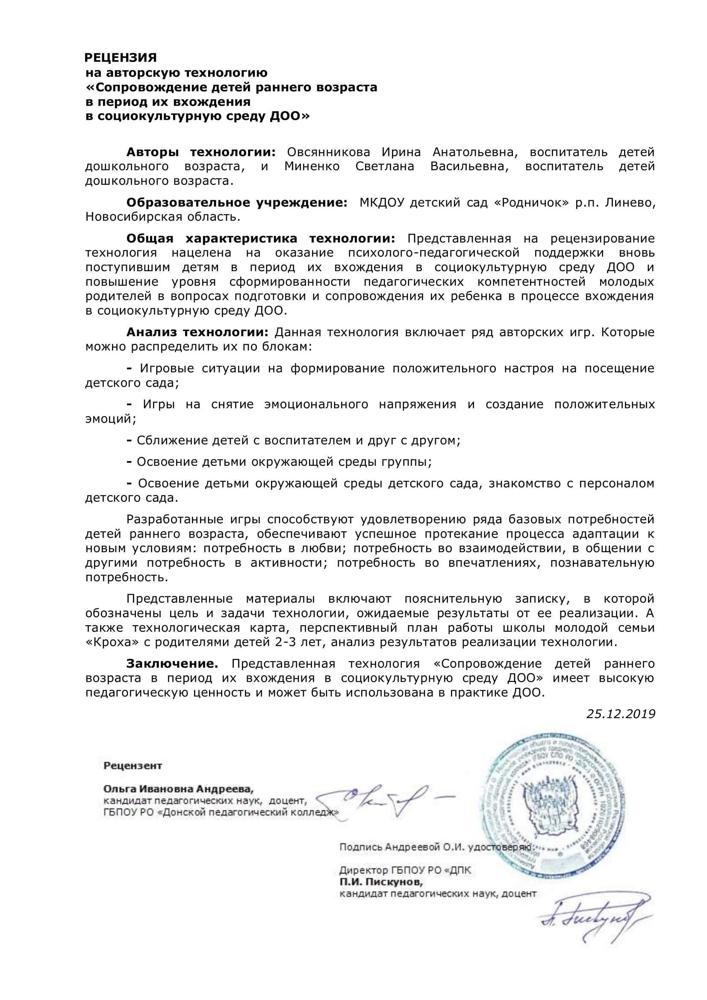 РЕЦЕНЗИЯ
на авторскую технологию
«Сопровождение детей раннего возраста
в период их вхождения
в социокультурную среду ДОО»
Авторы технологии: Овсянникова Ирина Анатольевна, воспитатель детей
дошкольного возраста, и Миненко Светлана Васильевна, воспитатель детей
дошкольного возраста.
Образовательное учреждение: МКДОУ детский сад «Родничок» р.п. Линево,
Новосибирская область.
Общая характеристика технологии: Представленная на рецензирование
технология нацелена на оказание психолого-педагогической поддержки вновь
поступившим детям в период их вхождения в социокультурную среду ДОО и
повышение уровня сформированности педагогических компетентностей молодых
родителей в вопросах подготовки и сопровождения их ребенка в процессе вхождения
в социокультурную среду ДОО.
Анализ технологии: Данная технология включает ряд авторских игр. Которые
можно распределить их по блокам:
- Игровые ситуации на формирование положительного настроя на посещение
детского сада;
- Игры на снятие эмоционального напряжения и создание положительных
эмоций;
- Сближение детей с воспитателем и друг с другом;
- Освоение детьми окружающей среды группы;
- Освоение детьми окружающей среды детского сада, знакомство с персоналом
детского сада.
Разработанные игры способствуют удовлетворению ряда базовых потребностей
детей раннего возраста, обеспечивают успешное протекание процесса адаптации к
новым условиям: потребность в любви; потребность во взаимодействии, в общении с
другими потребность в активности; потребность во впечатлениях, познавательную
потребность.
Представленные материалы включают пояснительную записку, в которой
обозначены цель и задачи технологии, ожидаемые результаты от ее реализации. А
также технологическая карта, перспективный план работы школы молодой семьи
«Кроха» с родителями детей 2-3 лет, анализ результатов реализации технологии.
Заключение. Представленная технология «Сопровождение детей раннего
возраста в период их вхождения в социокультурную среду ДОО» имеет высокую
педагогическую ценность и может быть использована в практике ДОО.
25.12.2019
Рецензент
Ольга Ивановна Андреева,
кандидат педагогических наук, доцент,
ГБПОУ РО «Донской педагогический колледж»
Подпись Андреевой О.И. удостоверяю:
Директор ГБПОУ РО «ДПК
П.И. Пискунов,
кандидат педагогических наук, доцент